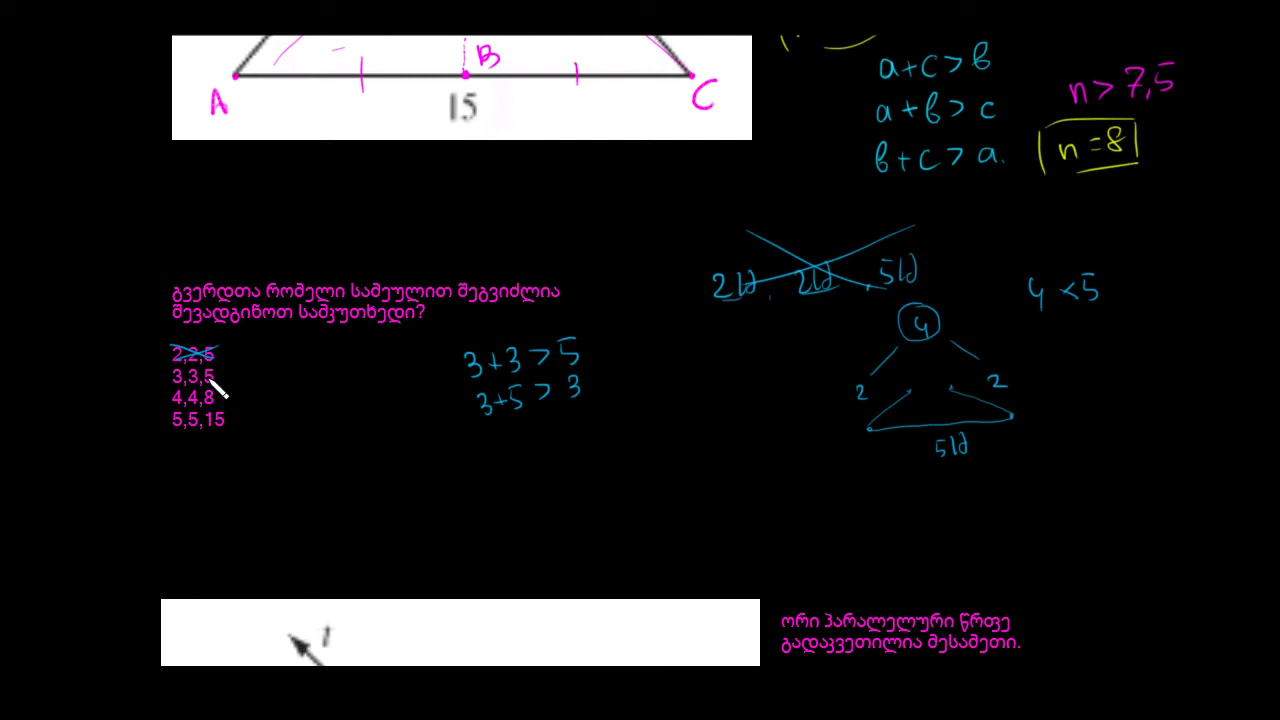 B
A
C
15
a+c>b
a+b>c
b+c>a.
n>7,5
n=8
2სმ, 2სმ, 5სმ
4<5
4
2
2
5სმ
გვერდთა რომელი სამეულით შეგვიძლია
შევადგინოთ სამკუთხედი?
2,2,5
3,3,5
4,4,8
5,5,15
3+3>5
3+5>3
t
ორი პარალელური წრფე
გადაკვეთილია მესამეთი.